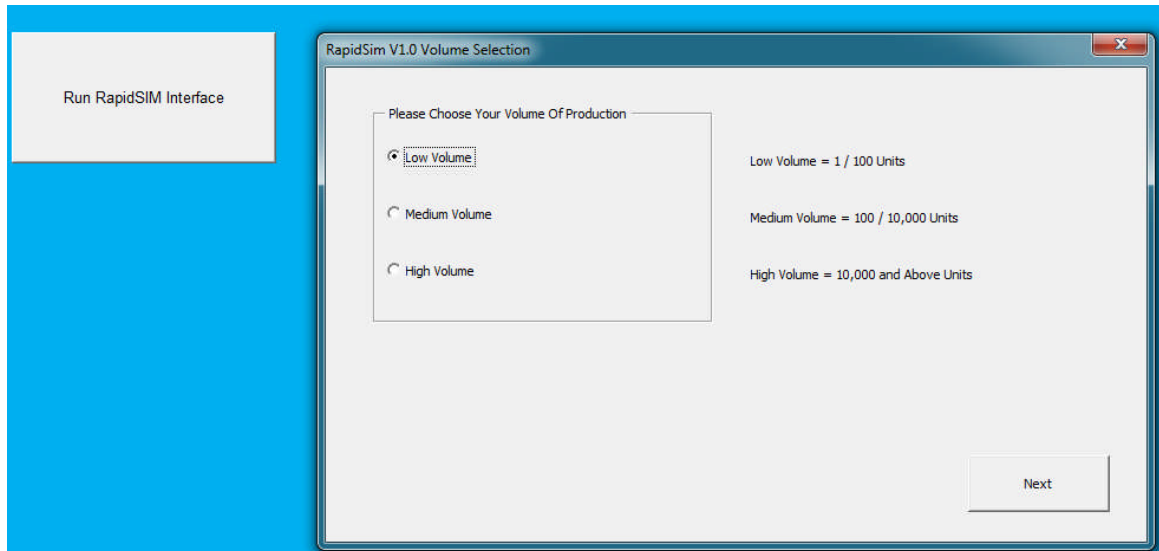 Run RapidSIM Interface
RapidSim V1.0 Volume Selection
Please Choose Your Volume Of Production
Low Volume
Low Volume = 1 / 100 Units
Medium Volume
Medium Volume = 100 / 10,000 Units
High Volume
High Volume = 10,000 and Above Units
Next